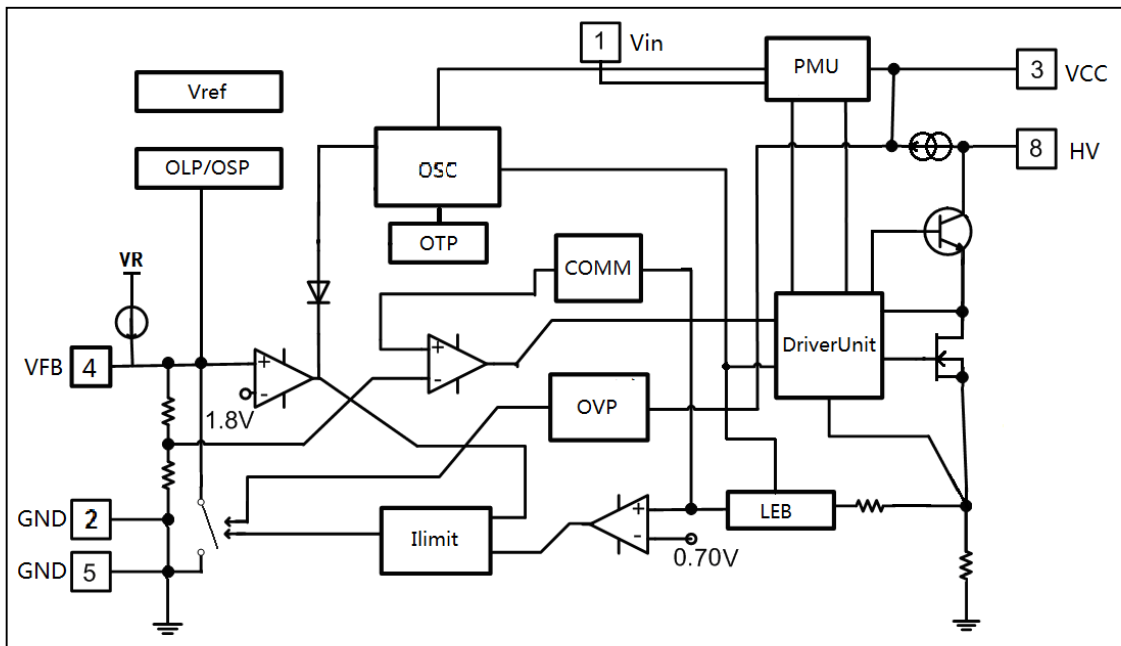 1 Vin
PMU
3 VCC
Vref
8 HV
OLP/OSP
OSC
OTP
COMM
VR
DriverUnit
+
-
VFB 4
+
-
1.8V
OVP
GND 2
Ilimit
+
-
LEB
0.70V
GND 5